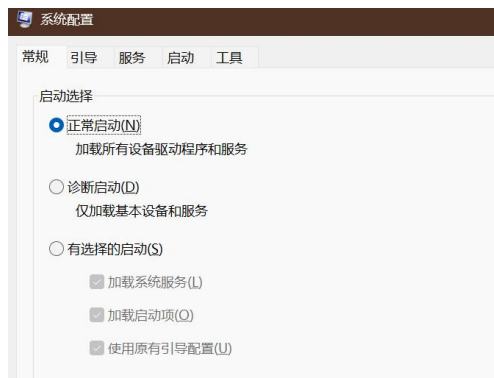 系统配置
常规 引导 服务 启动 工具
启动选择
正常启动(N)
加载所有设备驱动程序和服务
诊断启动(D)
仅加载基本设备和服务
有选择的启动(S)
加载系统服务(L)
加载启动项(O)
使用原有引导配置(U)